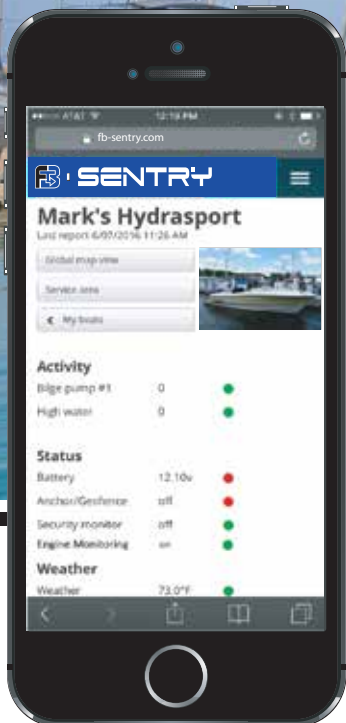 AT&T 12:19 PM
fb-sentry.com
FB SENTRY
Mark's Hydrasport
Last report 6/07/2016 11:26 AM
Global map view
Service area
My boats
Activity
Bilge pump #1 0
High water 0
Status
Battery 12.10v
Anchor/Geofence off
Security monitor off
Engine Monitoring on
Weather
Weather 73.0°F